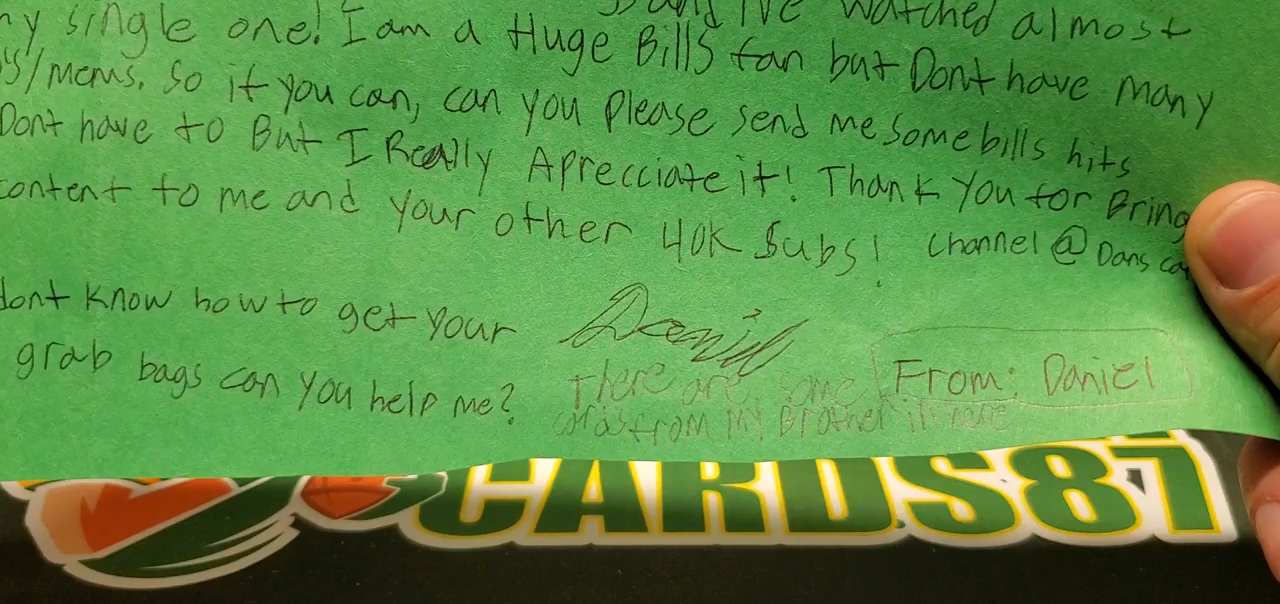 ny single one! I am a Huge Bills fan but Dont have many
and I've watched almost
/mems. So if you can, can you Please send me some bills hits
Dont have to But I Really Aprecciate it! Thank You for Bring
content to me and your other 40K Subs! Channel @ Dans
dont know how to get your
grab bags can you help me?
Daniel
From: Daniel
There are some
cards from my Brother in here
CARDS87